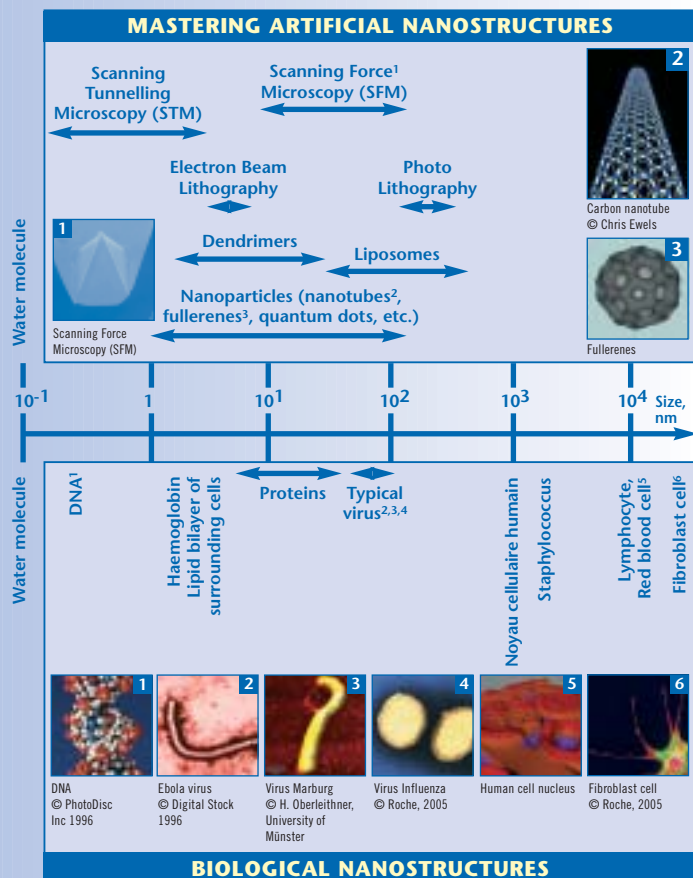 MASTERING ARTIFICIAL NANOSTRUCTURES
Scanning
Tunnelling
Microscopy (STM)
Scanning Force¹
Microscopy (SFM)
2
Carbon nanotube
© Chris Ewels
Electron Beam
Lithography
Photo
Lithography
1
Scanning Force
Microscopy (SFM)
Dendrimers
Liposomes
3
Fullerenes
Nanoparticles (nanotubes²,
fullerenes³, quantum dots, etc.)
Water molecule
10⁻¹
1
10¹
10²
10³
10⁴
Size,
nm
Water molecule
DNA¹
Haemoglobin
Lipid bilayer of
surrounding cells
Proteins
Typical
virus²,³,⁴
Noyau cellulaire humain
Staphylococcus
Lymphocyte,
Red blood cell⁵
Fibroblast cell⁶
1
DNA
© PhotoDisc
Inc 1996
2
Ebola virus
© Digital Stock
1996
3
Virus Marburg
© H. Oberleithner,
University of
Münster
4
Virus Influenza
© Roche, 2005
5
Human cell nucleus
6
Fibroblast cell
© Roche, 2005
BIOLOGICAL NANOSTRUCTURES